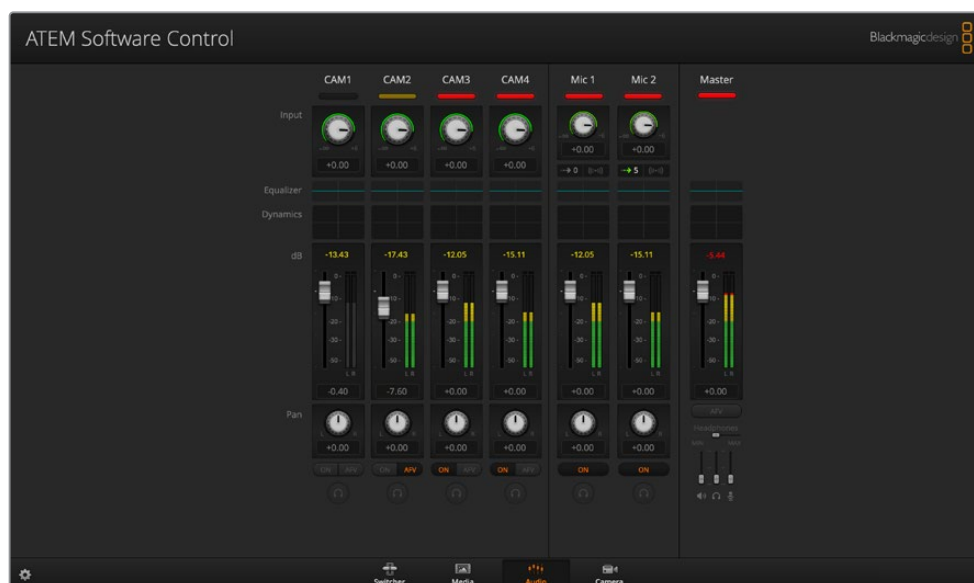 ATEM Software Control
Blackmagicdesign
CAM1 CAM2 CAM3 CAM4 Mic 1 Mic 2 Master
Input
+0.00 +0.00 +0.00 +0.00 +0.00 +0.00
0 5
Equalizer
Dynamics
dB -13.43 -17.43 -12.05 -15.11 -12.05 -15.11 -5.44
-0.40 -7.60 +0.00 +0.00 +0.00 +0.00 +0.00
Pan
L R L R L R L R L R L R
+0.00 +0.00 +0.00 +0.00 +0.00 +0.00
AFV
Headphones
ON AFV ON AFV ON AFV ON AFV ON ON
Switcher Media Audio Camera